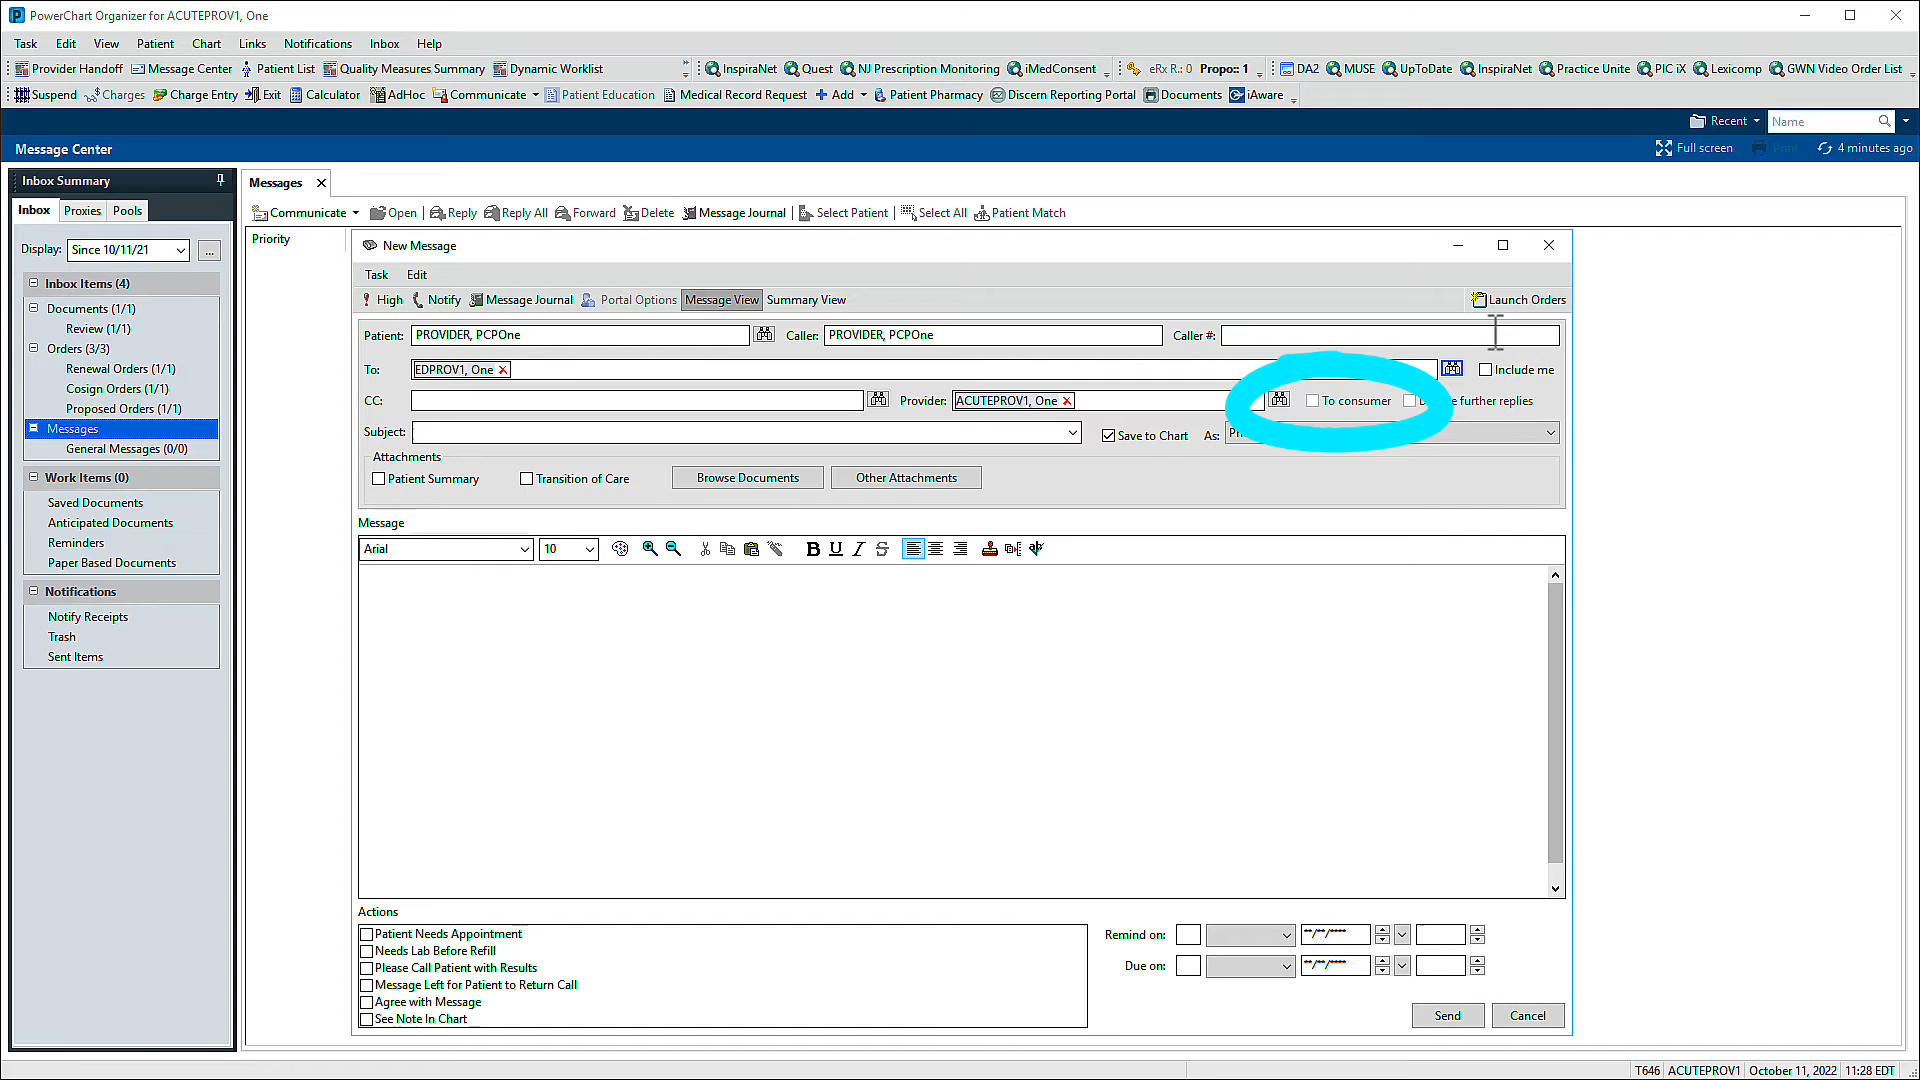 PowerChart Organizer for ACUTEPROV1, One
Task Edit View Patient Chart Links Notifications Inbox Help
Provider Handoff Message Center Patient List Quality Measures Summary Dynamic Worklist InspiraNet Quest NJ Prescription Monitoring iMedConsent eRx R.: 0 Propo:: 1 DA2 MUSE UpToDate InspiraNet Practice Unite PIC iX Lexicomp GWN Video Order List
Suspend Charges Charge Entry Exit Calculator AdHoc Communicate Patient Education Medical Record Request Add Patient Pharmacy Discern Reporting Portal Documents iAware
Recent Name
Message Center Full screen Print 4 minutes ago
Inbox Summary
Inbox Proxies Pools
Display: Since 10/11/21 ...
Inbox Items (4)
Documents (1/1)
Review (1/1)
Orders (3/3)
Renewal Orders (1/1)
Cosign Orders (1/1)
Proposed Orders (1/1)
Messages
General Messages (0/0)
Work Items (0)
Saved Documents
Anticipated Documents
Reminders
Paper Based Documents
Notifications
Notify Receipts
Trash
Sent Items
Messages
Communicate Open Reply Reply All Forward Delete Message Journal Select Patient Select All Patient Match
Priority
New Message
Task Edit
High Notify Message Journal Portal Options Message View Summary View Launch Orders
Patient: PROVIDER, PCPOne Caller: PROVIDER, PCPOne Caller #:
To: EDPROV1, One Include me
CC: Provider: ACUTEPROV1, One To consumer further replies
Subject: Save to Chart As:
Attachments
Patient Summary Transition of Care Browse Documents Other Attachments
Message
Arial 10 B U I S
Actions
Patient Needs Appointment
Needs Lab Before Refill
Please Call Patient with Results
Message Left for Patient to Return Call
Agree with Message
See Note In Chart
Remind on: **/**/****
Due on: **/**/****
Send Cancel
T646 ACUTEPROV1 October 11, 2022 11:28 EDT